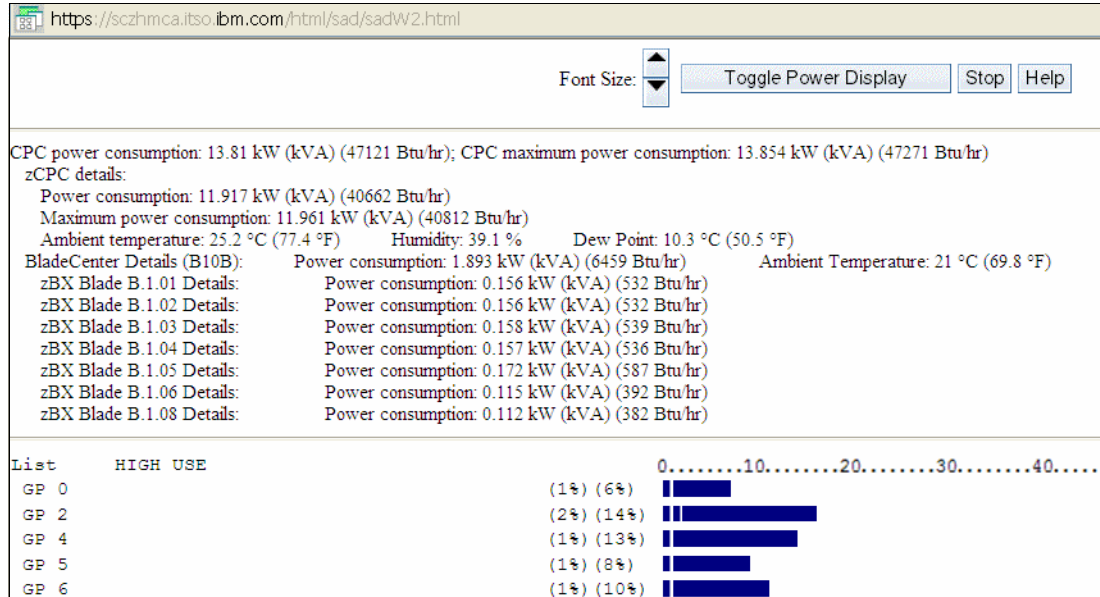 https://sczhmca.itso.ibm.com/html/sad/sadW2.html
Font Size: Toggle Power Display Stop Help
CPC power consumption: 13.81 kW (kVA) (47121 Btu/hr); CPC maximum power consumption: 13.854 kW (kVA) (47271 Btu/hr)
zCPC details:
Power consumption: 11.917 kW (kVA) (40662 Btu/hr)
Maximum power consumption: 11.961 kW (kVA) (40812 Btu/hr)
Ambient temperature: 25.2 °C (77.4 °F) Humidity: 39.1 % Dew Point: 10.3 °C (50.5 °F)
BladeCenter Details (B10B): Power consumption: 1.893 kW (kVA) (6459 Btu/hr) Ambient Temperature: 21 °C (69.8 °F)
zBX Blade B.1.01 Details: Power consumption: 0.156 kW (kVA) (532 Btu/hr)
zBX Blade B.1.02 Details: Power consumption: 0.156 kW (kVA) (532 Btu/hr)
zBX Blade B.1.03 Details: Power consumption: 0.158 kW (kVA) (539 Btu/hr)
zBX Blade B.1.04 Details: Power consumption: 0.157 kW (kVA) (536 Btu/hr)
zBX Blade B.1.05 Details: Power consumption: 0.172 kW (kVA) (587 Btu/hr)
zBX Blade B.1.06 Details: Power consumption: 0.115 kW (kVA) (392 Btu/hr)
zBX Blade B.1.08 Details: Power consumption: 0.112 kW (kVA) (382 Btu/hr)
List HIGH USE 0........10........20........30........40.....
GP 0 (1%)(6%)
GP 2 (2%)(14%)
GP 4 (1%)(13%)
GP 5 (1%)(8%)
GP 6 (1%)(10%)